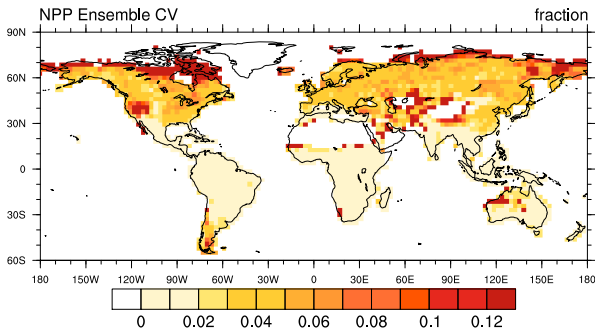 NPP Ensemble CV fraction
90N
60N
30N
0
30S
60S
180 150W 120W 90W 60W 30W 0 30E 60E 90E 120E 150E 180
0 0.02 0.04 0.06 0.08 0.1 0.12